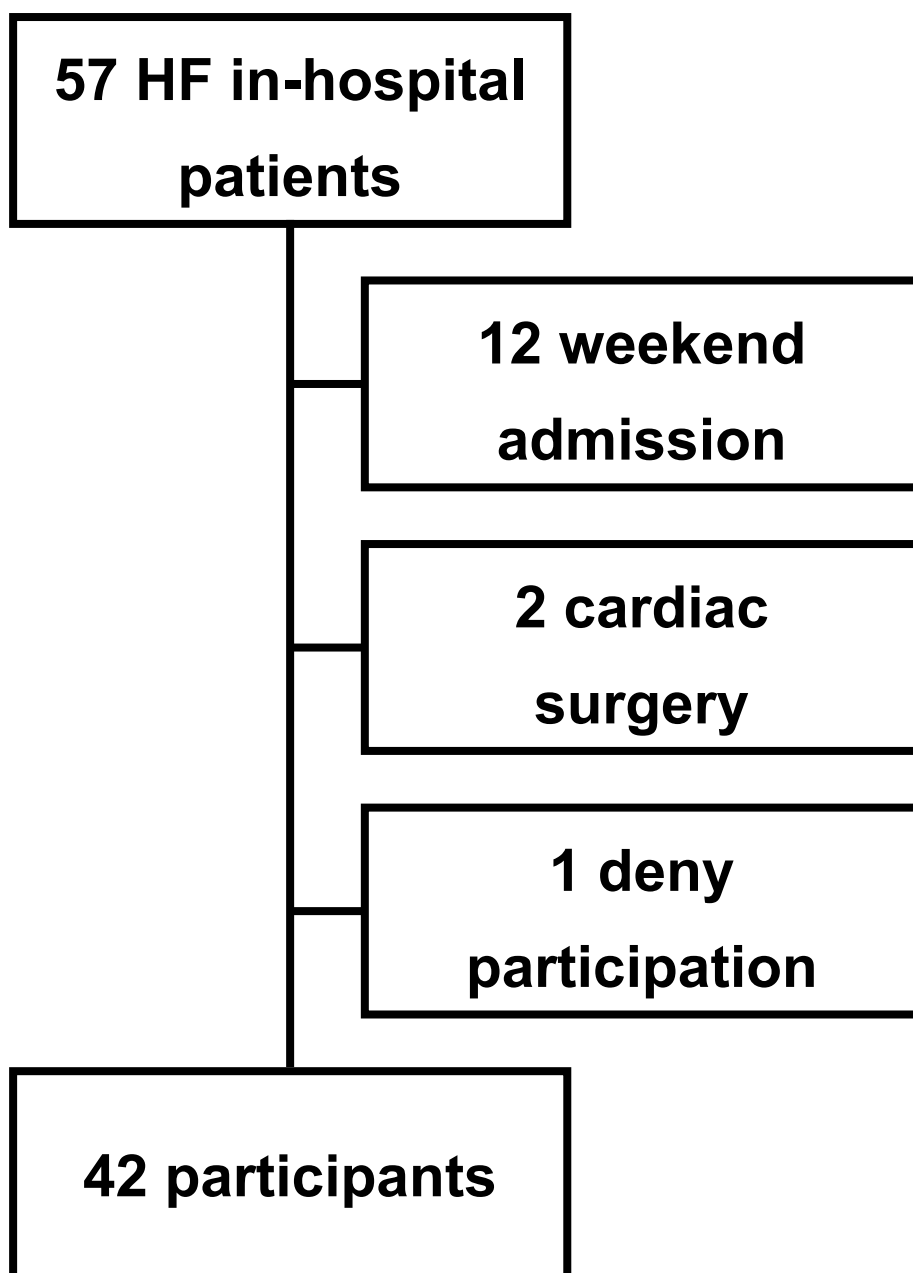 57 HF in-hospital
patients
12 weekend
admission
2 cardiac
surgery
1 deny
participation
42 participants